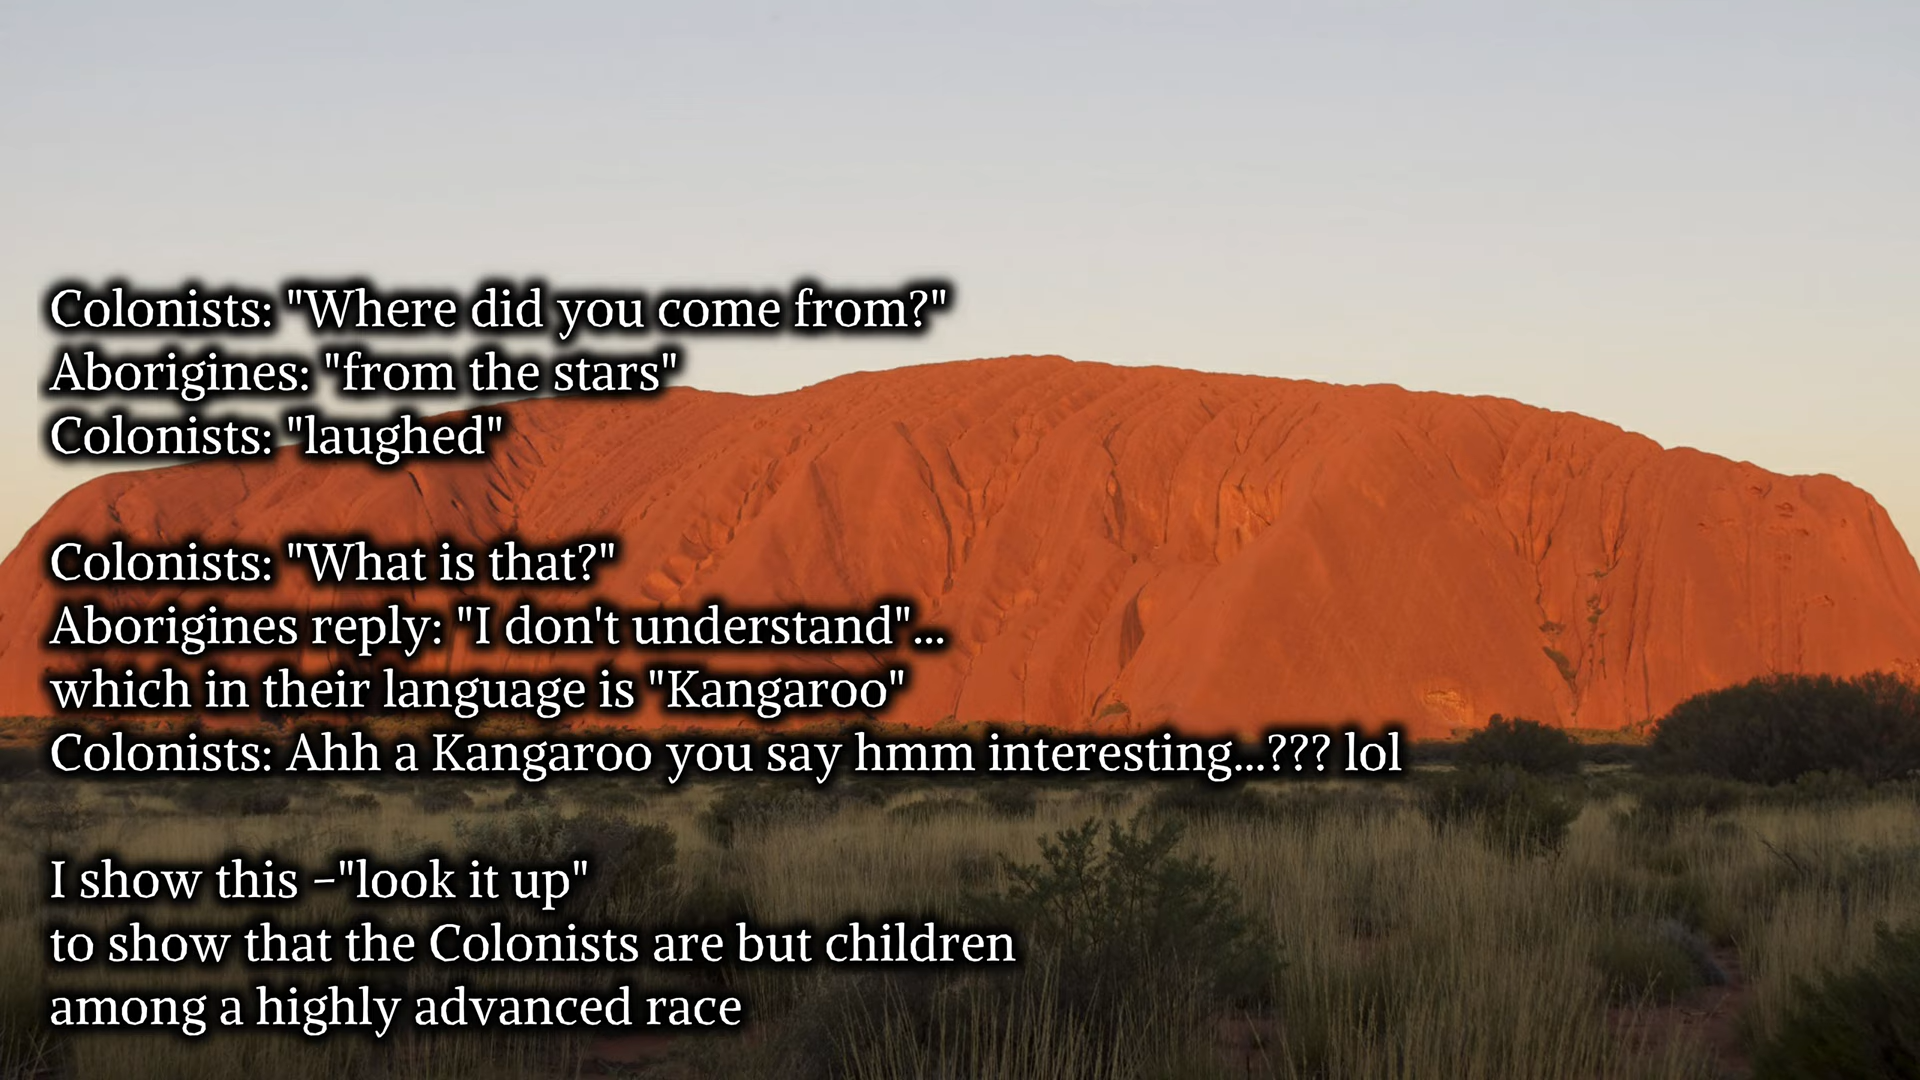 Colonists: "Where did you come from?"
Aborigines: "from the stars"
Colonists: "laughed"
Colonists: "What is that?"
Aborigines reply: "I don't understand"...
which in their language is "Kangaroo"
Colonists: Ahh a Kangaroo you say hmm interesting...??? lol
I show this -"look it up"
to show that the Colonists are but children
among a highly advanced race